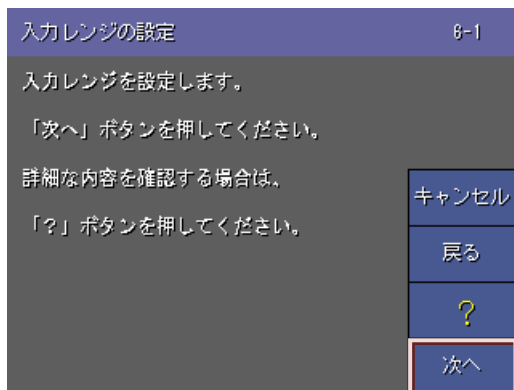 入力レンジの設定 6-1
入力レンジを設定します。
「次へ」ボタンを押してください。
詳細な内容を確認する場合は、
「?」ボタンを押してください。
キャンセル
戻る
?
次へ